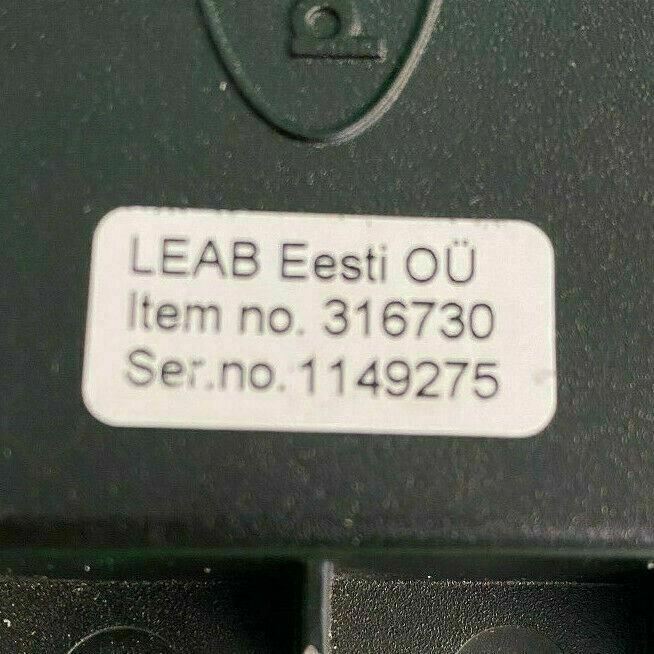 LEAB Eesti OÜ
Item no. 316730
Ser.no. 1149275